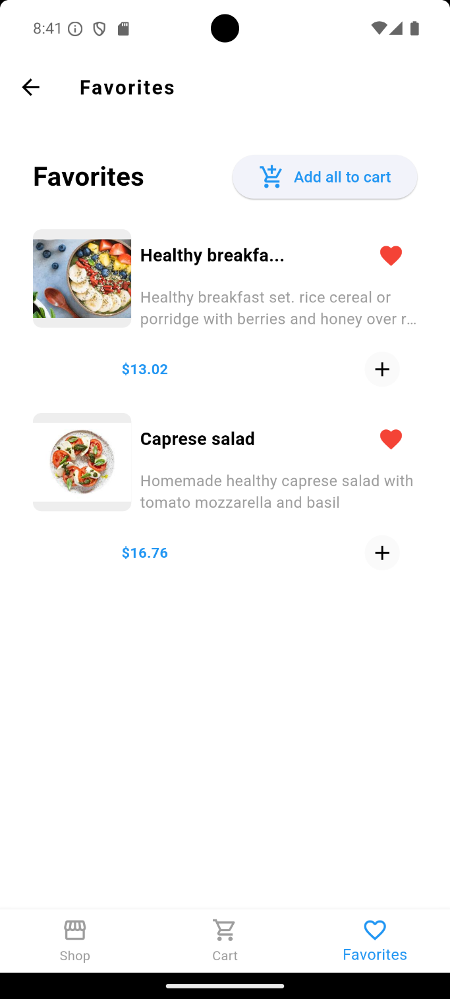 8:41
Favorites
Favorites
Add all to cart
Healthy breakfa...
Healthy breakfast set. rice cereal or
porridge with berries and honey over r...
$13.02
Caprese salad
Homemade healthy caprese salad with
tomato mozzarella and basil
$16.76
Shop
Cart
Favorites